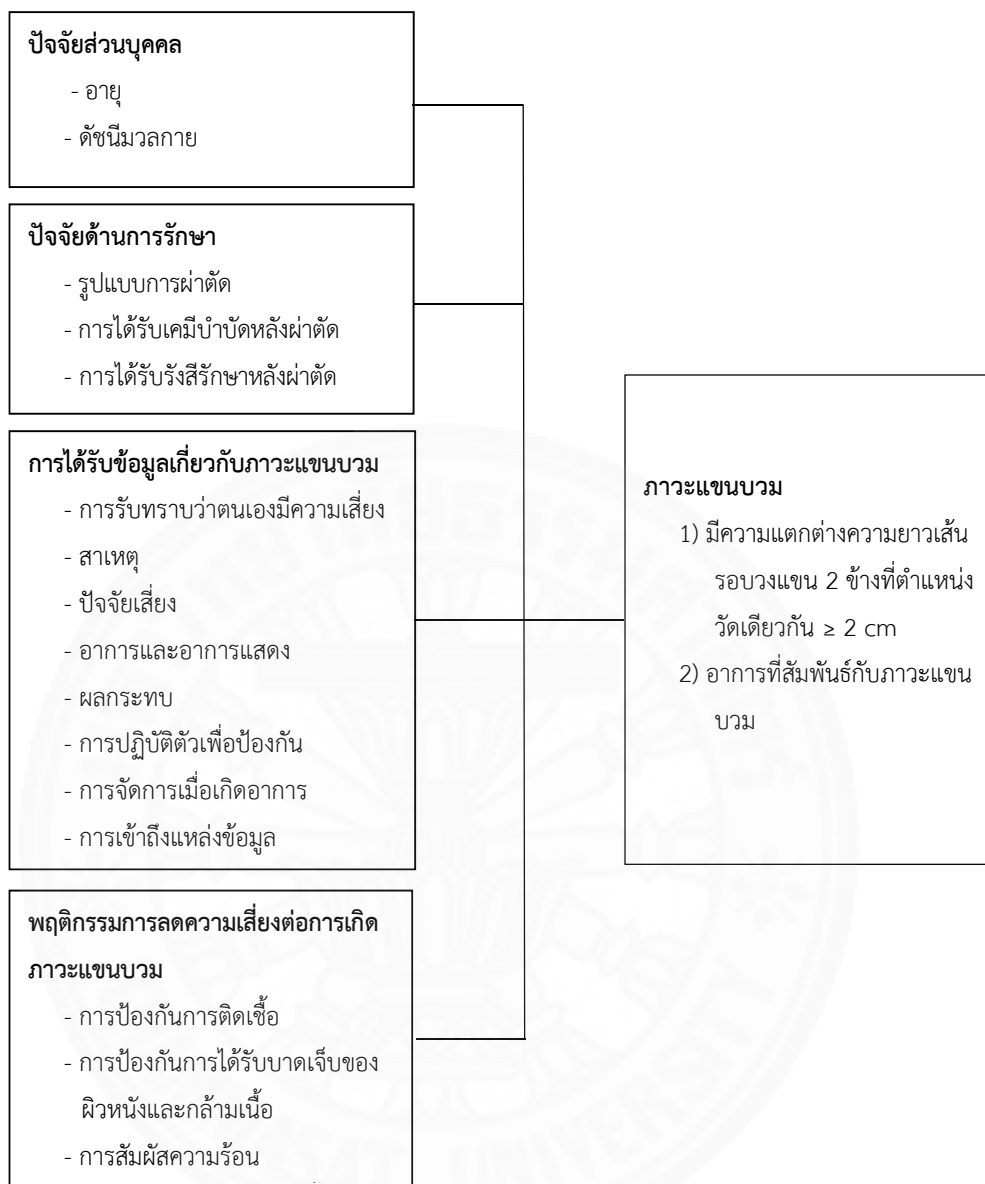 ปัจจัยส่วนบุคคล
- อายุ
- ดัชนีมวลกาย
ปัจจัยด้านการรักษา
- รูปแบบการผ่าตัด
- การได้รับเคมีบำบัดหลังผ่าตัด
- การได้รับรังสีรักษาหลังผ่าตัด
การได้รับข้อมูลเกี่ยวกับภาวะแขนบวม
- การรับทราบว่าตนเองมีความเสี่ยง
- สาเหตุ
- ปัจจัยเสี่ยง
- อาการและอาการแสดง
- ผลกระทบ
- การปฏิบัติตัวเพื่อป้องกัน
- การจัดการเมื่อเกิดอาการ
- การเข้าถึงแหล่งข้อมูล
พฤติกรรมการลดความเสี่ยงต่อการเกิด
ภาวะแขนบวม
- การป้องกันการติดเชื้อ
- การป้องกันการได้รับบาดเจ็บของ
ผิวหนังและกล้ามเนื้อ
- การสัมผัสความร้อน
ภาวะแขนบวม
1) มีความแตกต่างความยาวเส้น
รอบวงแขน 2 ข้างที่ตำแหน่ง
วัดเดียวกัน ≥ 2 cm
2) อาการที่สัมพันธ์กับภาวะแขน
บวม